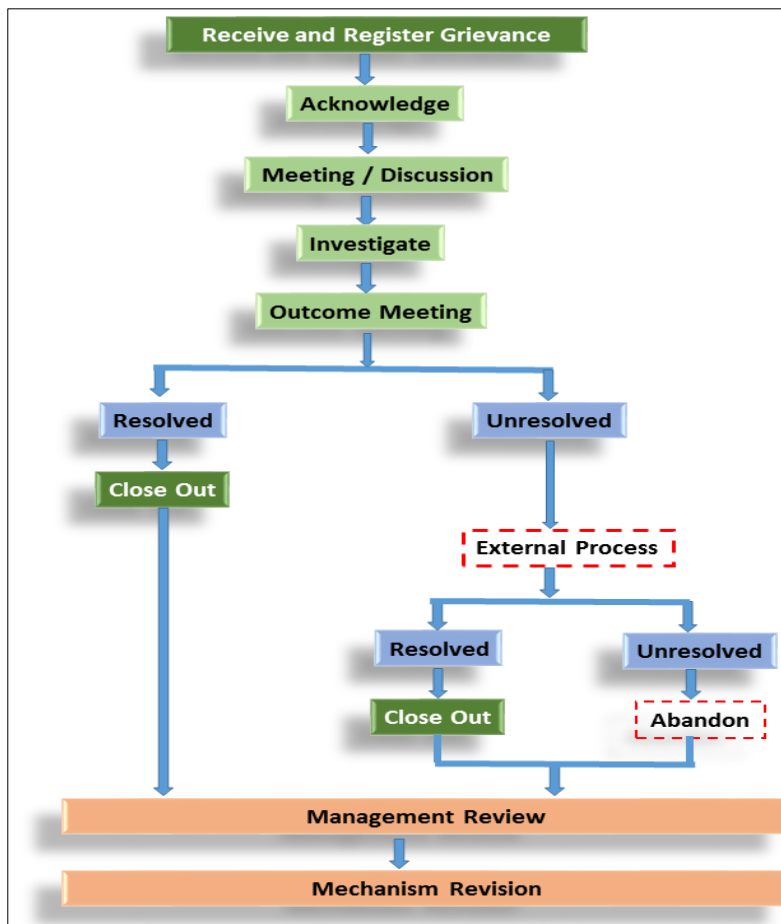 Receive and Register Grievance
Acknowledge
Meeting / Discussion
Investigate
Outcome Meeting
Resolved
Unresolved
Close Out
External Process
Resolved
Unresolved
Close Out
Abandon
Management Review
Mechanism Revision